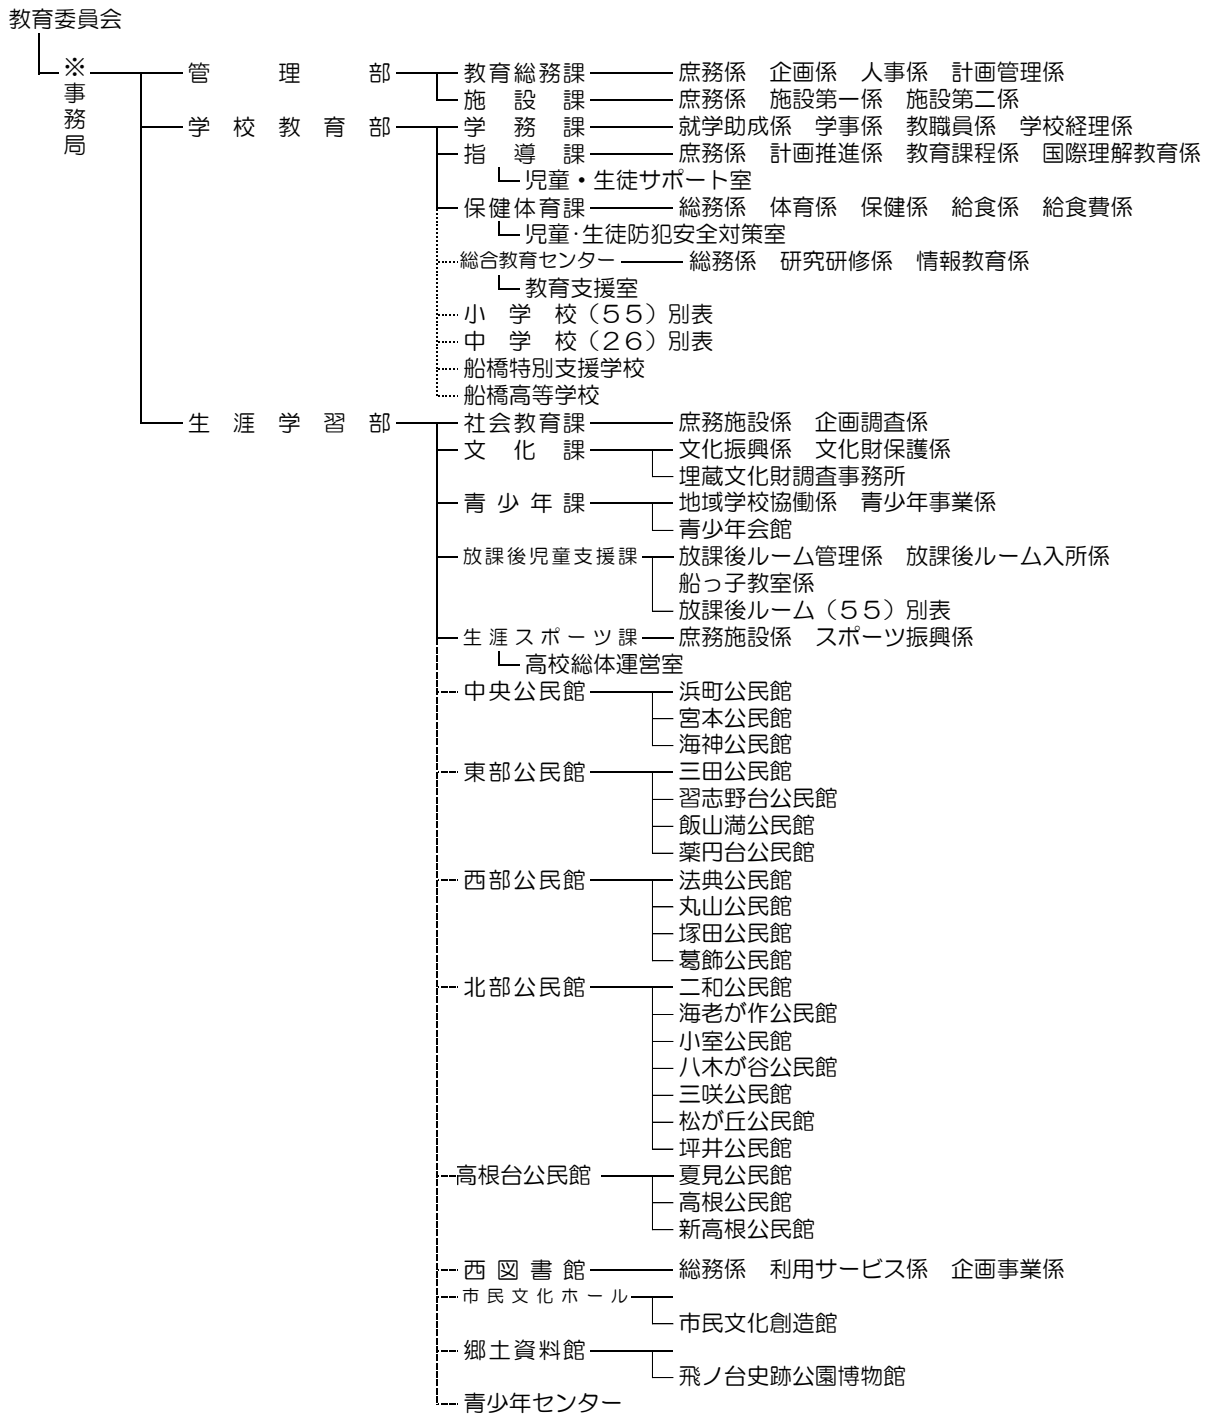 教育委員会
※事務局
管理部 教育総務課 庶務係 企画係 人事係 計画管理係
施設課 庶務係 施設第一係 施設第二係
学校教育部 学務課 就学助成係 学事係 教職員係 学校経理係
指導課 庶務係 計画推進係 教育課程係 国際理解教育係
児童・生徒サポート室
保健体育課 総務係 体育係 保健係 給食係 給食費係
児童･生徒防犯安全対策室
総合教育センター 総務係 研究研修係 情報教育係
教育支援室
小学校（５５）別表
中学校（２６）別表
船橋特別支援学校
船橋高等学校
生涯学習部 社会教育課 庶務施設係 企画調査係
文化課 文化振興係 文化財保護係
埋蔵文化財調査事務所
青少年課 地域学校協働係 青少年事業係
青少年会館
放課後児童支援課 放課後ルーム管理係 放課後ルーム入所係
船っ子教室係
放課後ルーム（５５）別表
生涯スポーツ課 庶務施設係 スポーツ振興係
高校総体運営室
中央公民館 浜町公民館
宮本公民館
海神公民館
東部公民館 三田公民館
習志野台公民館
飯山満公民館
薬円台公民館
西部公民館 法典公民館
丸山公民館
塚田公民館
葛飾公民館
北部公民館 二和公民館
海老が作公民館
小室公民館
八木が谷公民館
三咲公民館
松が丘公民館
坪井公民館
高根台公民館 夏見公民館
高根公民館
新高根公民館
西図書館 総務係 利用サービス係 企画事業係
市民文化ホール
市民文化創造館
郷土資料館
飛ノ台史跡公園博物館
青少年センター